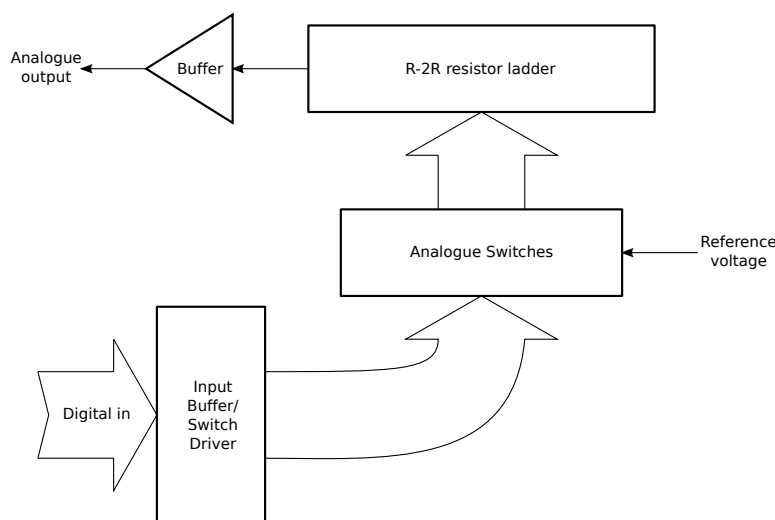 Analogue
output
Buffer
R-2R resistor ladder
Analogue Switches
Reference
voltage
Digital in
Input
Buffer/
Switch
Driver